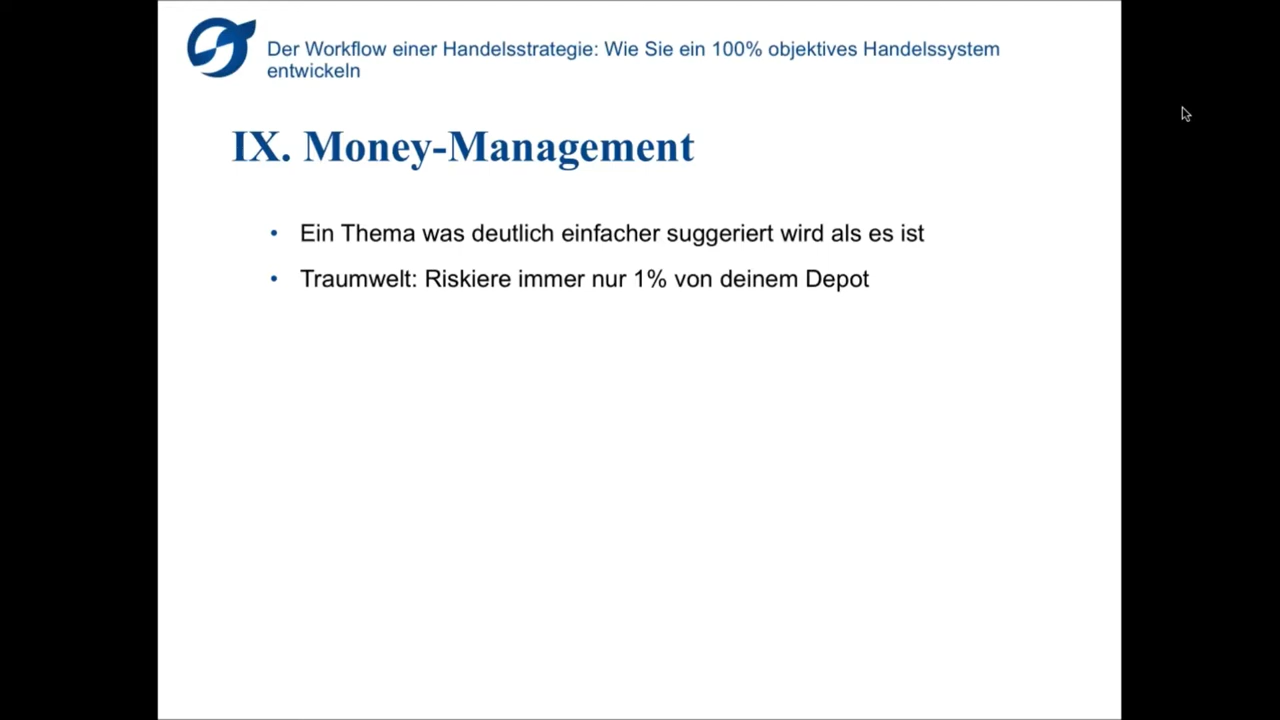 Der Workflow einer Handelsstrategie: Wie Sie ein 100% objektives Handelssystem
entwickeln
IX. Money-Management
• Ein Thema was deutlich einfacher suggeriert wird als es ist
• Traumwelt: Riskiere immer nur 1% von deinem Depot